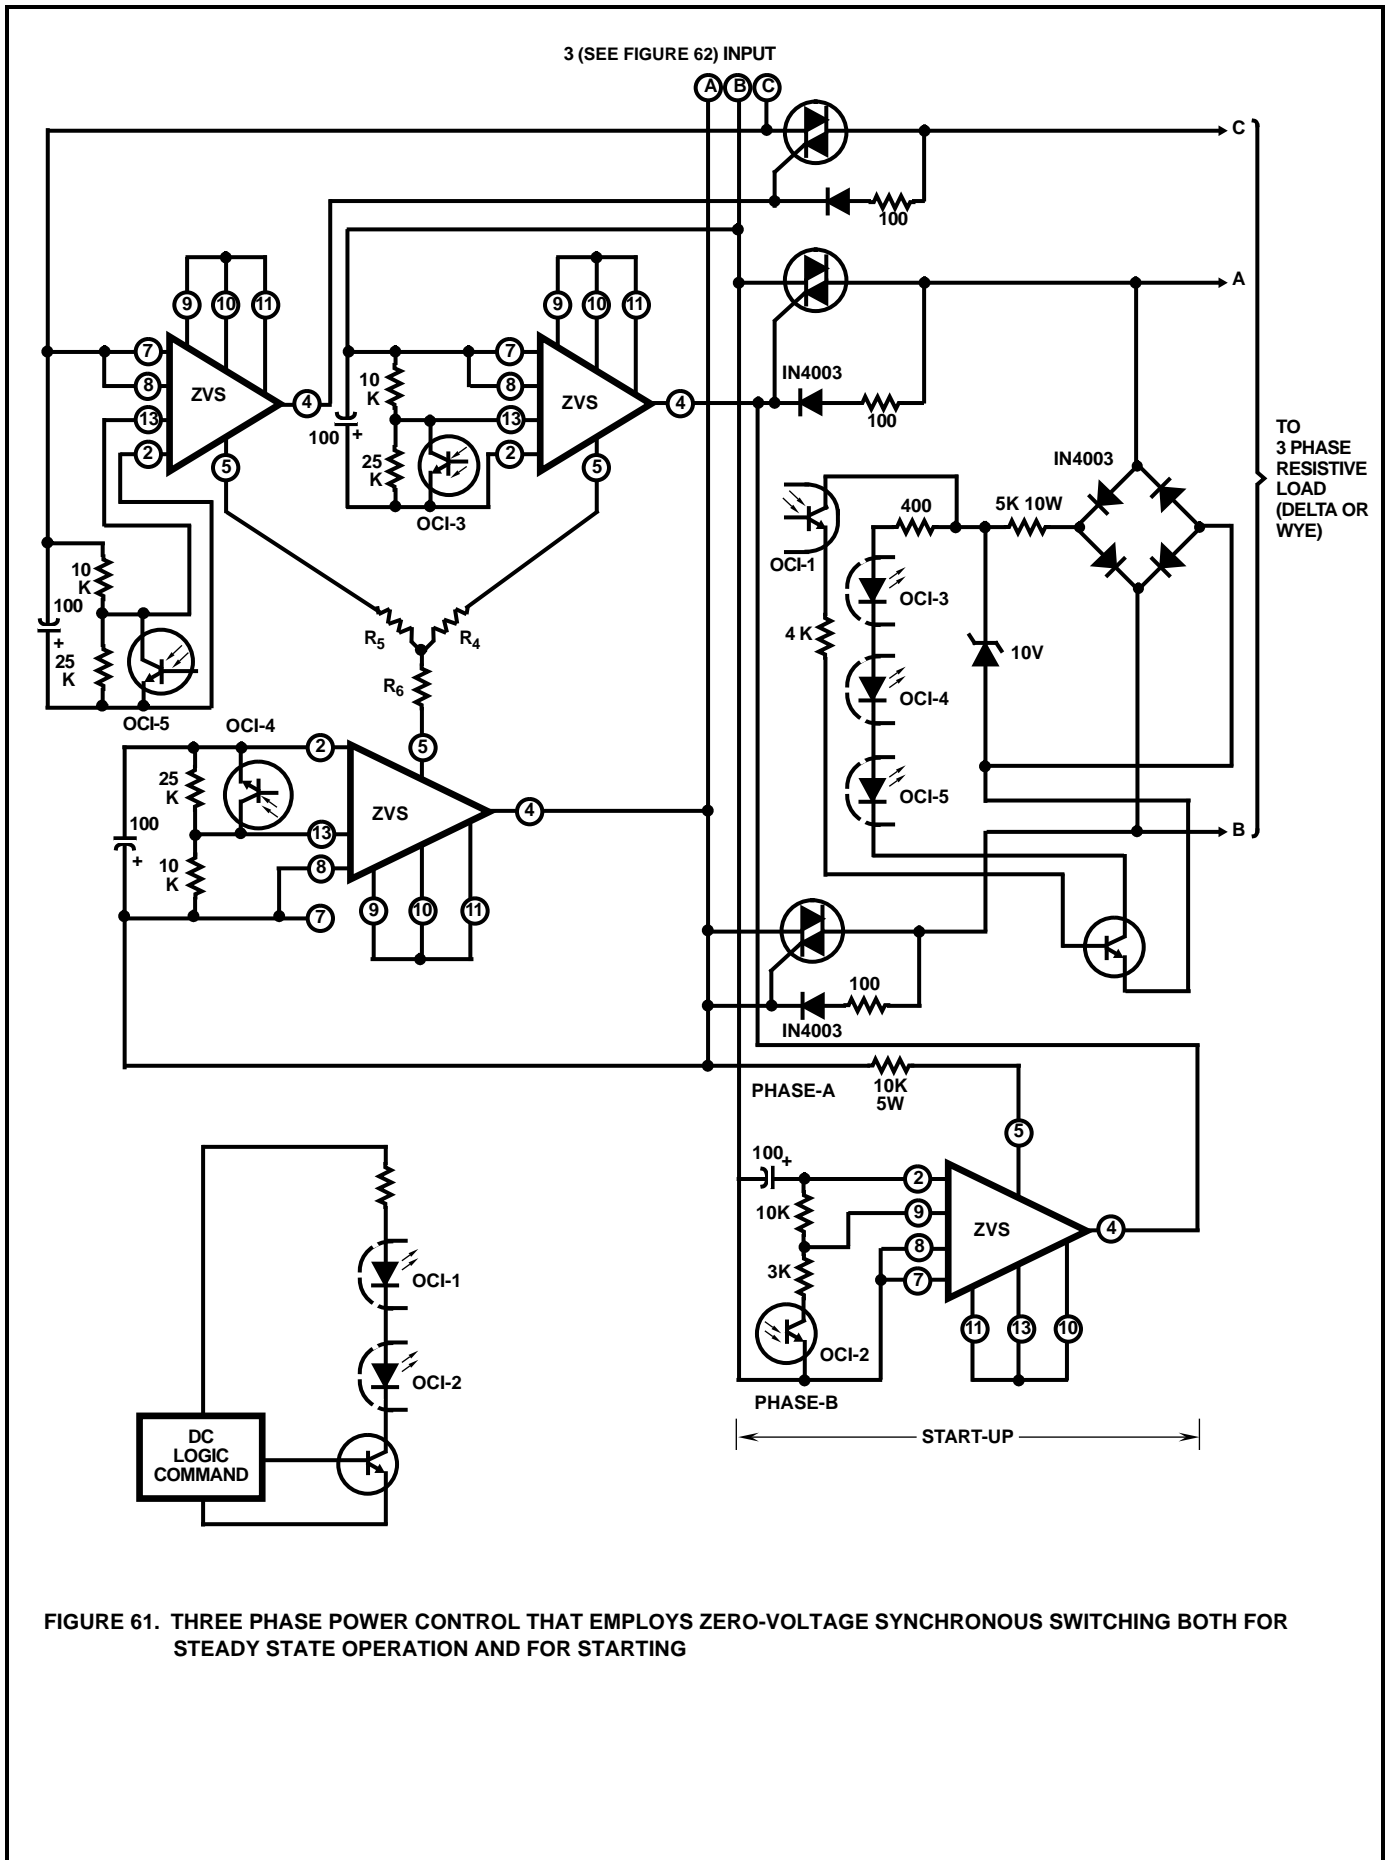 3 (SEE FIGURE 62) INPUT
A B C
C
100
9 10 11
9 10 11
A
7
8
13
2
ZVS
4
5
10
K
100
+
25
K
7
8
13
2
ZVS
4
5
OCI-3
IN4003
100
TO
3 PHASE
RESISTIVE
LOAD
(DELTA OR
WYE)
IN4003
5K 10W
400
OCI-1
OCI-3
4 K
10V
OCI-4
OCI-5
B
10
K
100
+
25
K
OCI-5
R5
R4
R6
OCI-4
2
5
25
K
100
+
13
10
K
8
7
ZVS
4
9 10 11
100
IN4003
PHASE-A
10K
5W
5
100
+
2
10K
9
8
3K
7
ZVS
4
11 13 10
OCI-2
PHASE-B
START-UP
OCI-1
OCI-2
DC
LOGIC
COMMAND
FIGURE 61. THREE PHASE POWER CONTROL THAT EMPLOYS ZERO-VOLTAGE SYNCHRONOUS SWITCHING BOTH FOR
STEADY STATE OPERATION AND FOR STARTING